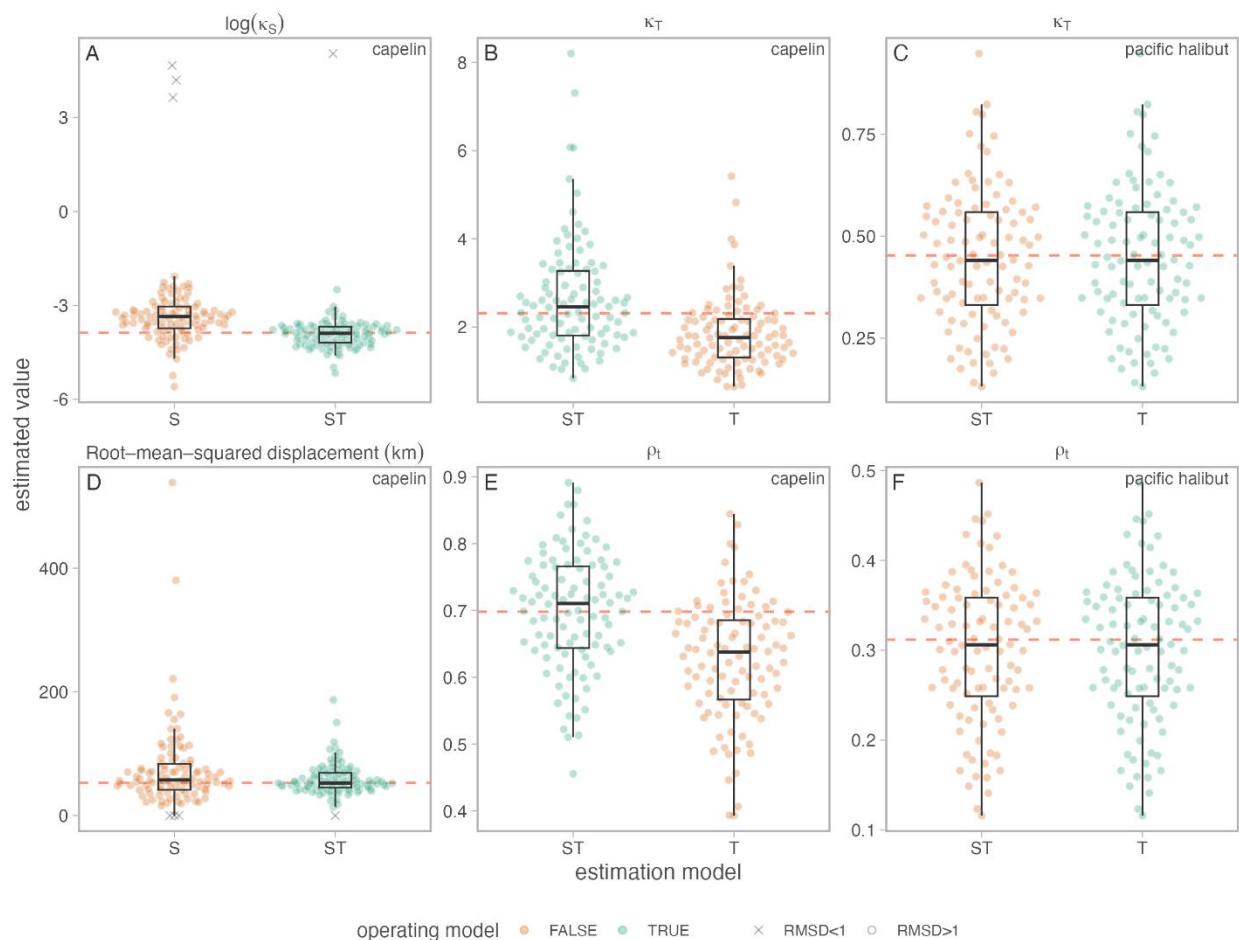 log(κS)
κT
κT
A
capelin
B
capelin
C
pacific halibut
3
0
-3
-6
8
6
4
2
0.75
0.50
0.25
S
ST
ST
T
ST
T
estimated value
Root−mean−squared displacement (km)
ρt
ρt
D
capelin
E
capelin
F
pacific halibut
400
200
0
0.9
0.8
0.7
0.6
0.5
0.4
0.5
0.4
0.3
0.2
0.1
S
ST
ST
T
ST
T
estimation model
operating model FALSE TRUE RMSD<1 RMSD>1